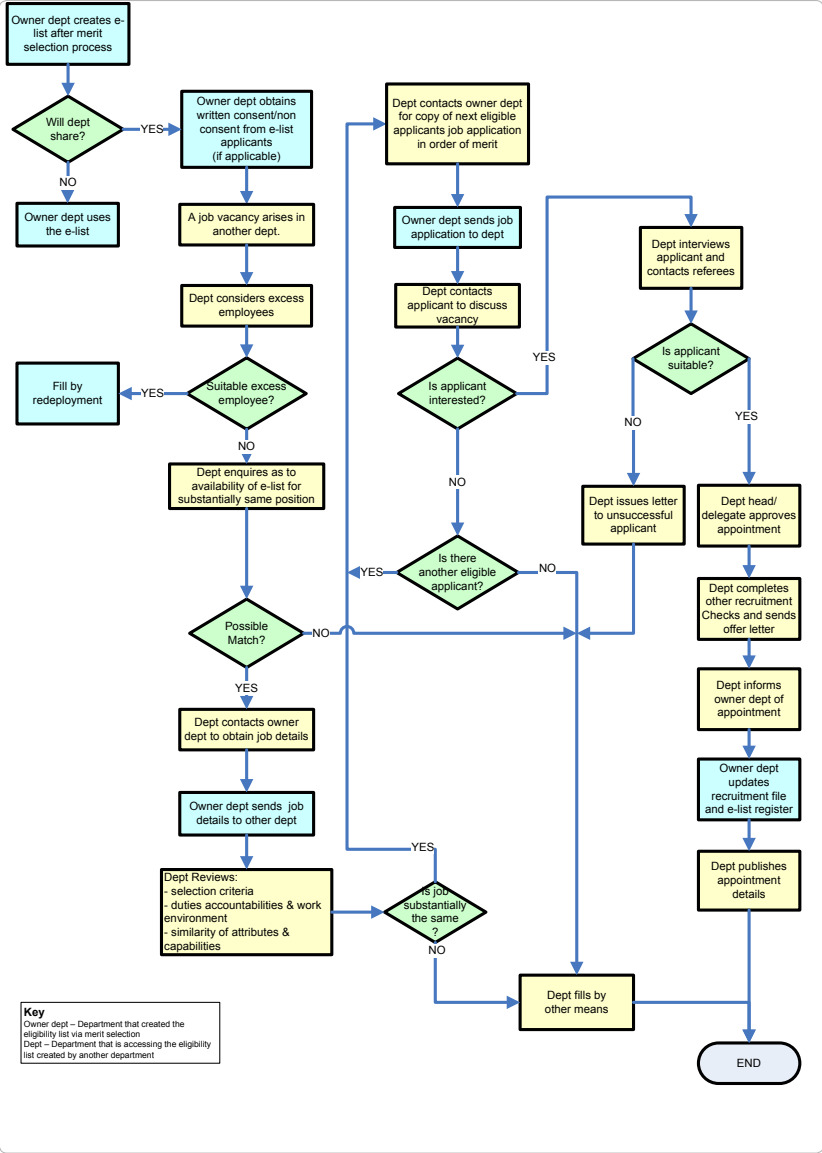 Owner dept creates e-
list after merit
selection process
Will dept
share?
YES
NO
Owner dept uses
the e-list
Owner dept obtains
written consent/non
consent from e-list
applicants
(if applicable)
A job vacancy arises in
another dept.
Dept considers excess
employees
Suitable excess
employee?
YES
Fill by
redeployment
NO
Dept enquires as to
availability of e-list for
substantially same position
Possible
Match?
NO
YES
Dept contacts owner
dept to obtain job details
Owner dept sends job
details to other dept
Dept Reviews:
- selection criteria
- duties accountabilities & work
environment
- similarity of attributes &
capabilities
Is job
substantially
the same
?
YES
NO
Dept contacts owner dept
for copy of next eligible
applicants job application
in order of merit
Owner dept sends job
application to dept
Dept contacts
applicant to discuss
vacancy
Is applicant
interested?
YES
NO
Is there
another eligible
applicant?
YES
NO
Dept interviews
applicant and
contacts referees
Is applicant
suitable?
NO
YES
Dept issues letter
to unsuccessful
applicant
Dept head/
delegate approves
appointment
Dept completes
other recruitment
Checks and sends
offer letter
Dept informs
owner dept of
appointment
Owner dept
updates
recruitment file
and e-list register
Dept publishes
appointment
details
Dept fills by
other means
END
Key
Owner dept – Department that created the
eligibility list via merit selection
Dept – Department that is accessing the eligibility
list created by another department